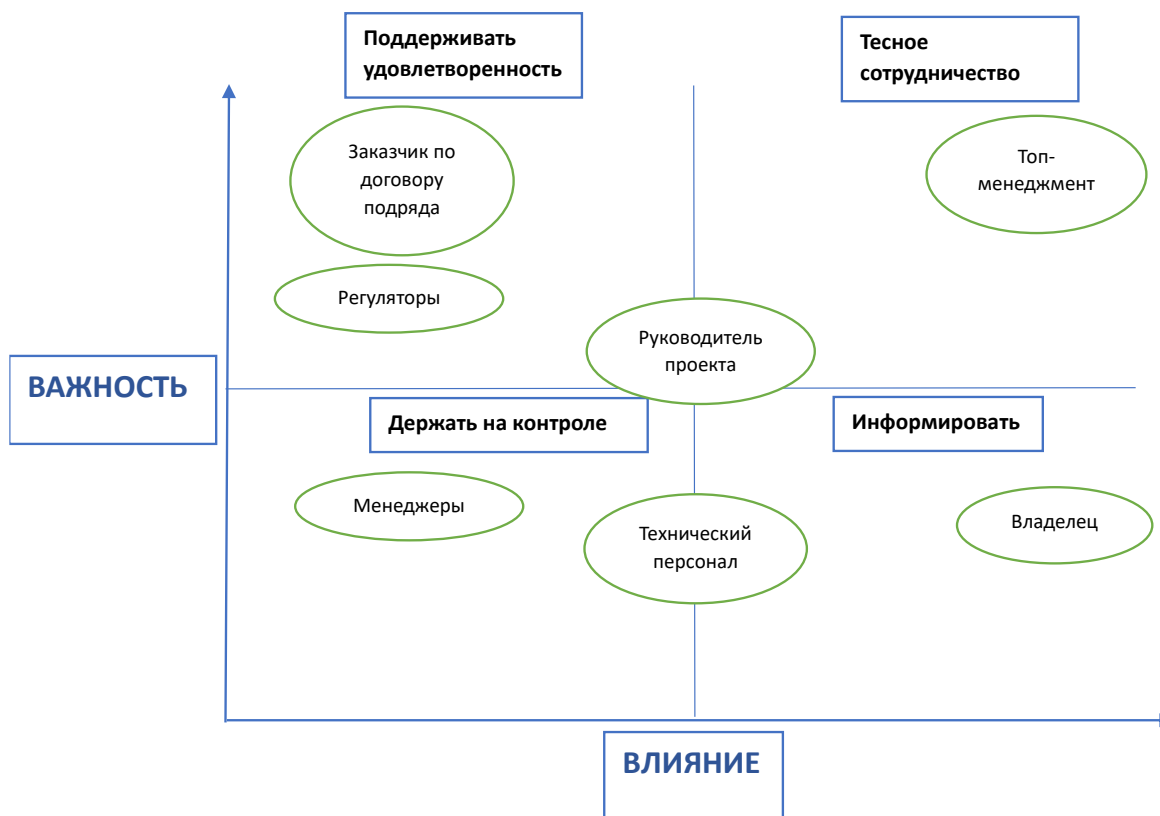 Поддерживать
удовлетворенность
Тесное
сотрудничество
Заказчик по
договору
подряда
Топ-
менеджмент
Регуляторы
Руководитель
проекта
ВАЖНОСТЬ
Держать на контроле
Информировать
Менеджеры
Технический
персонал
Владелец
ВЛИЯНИЕ